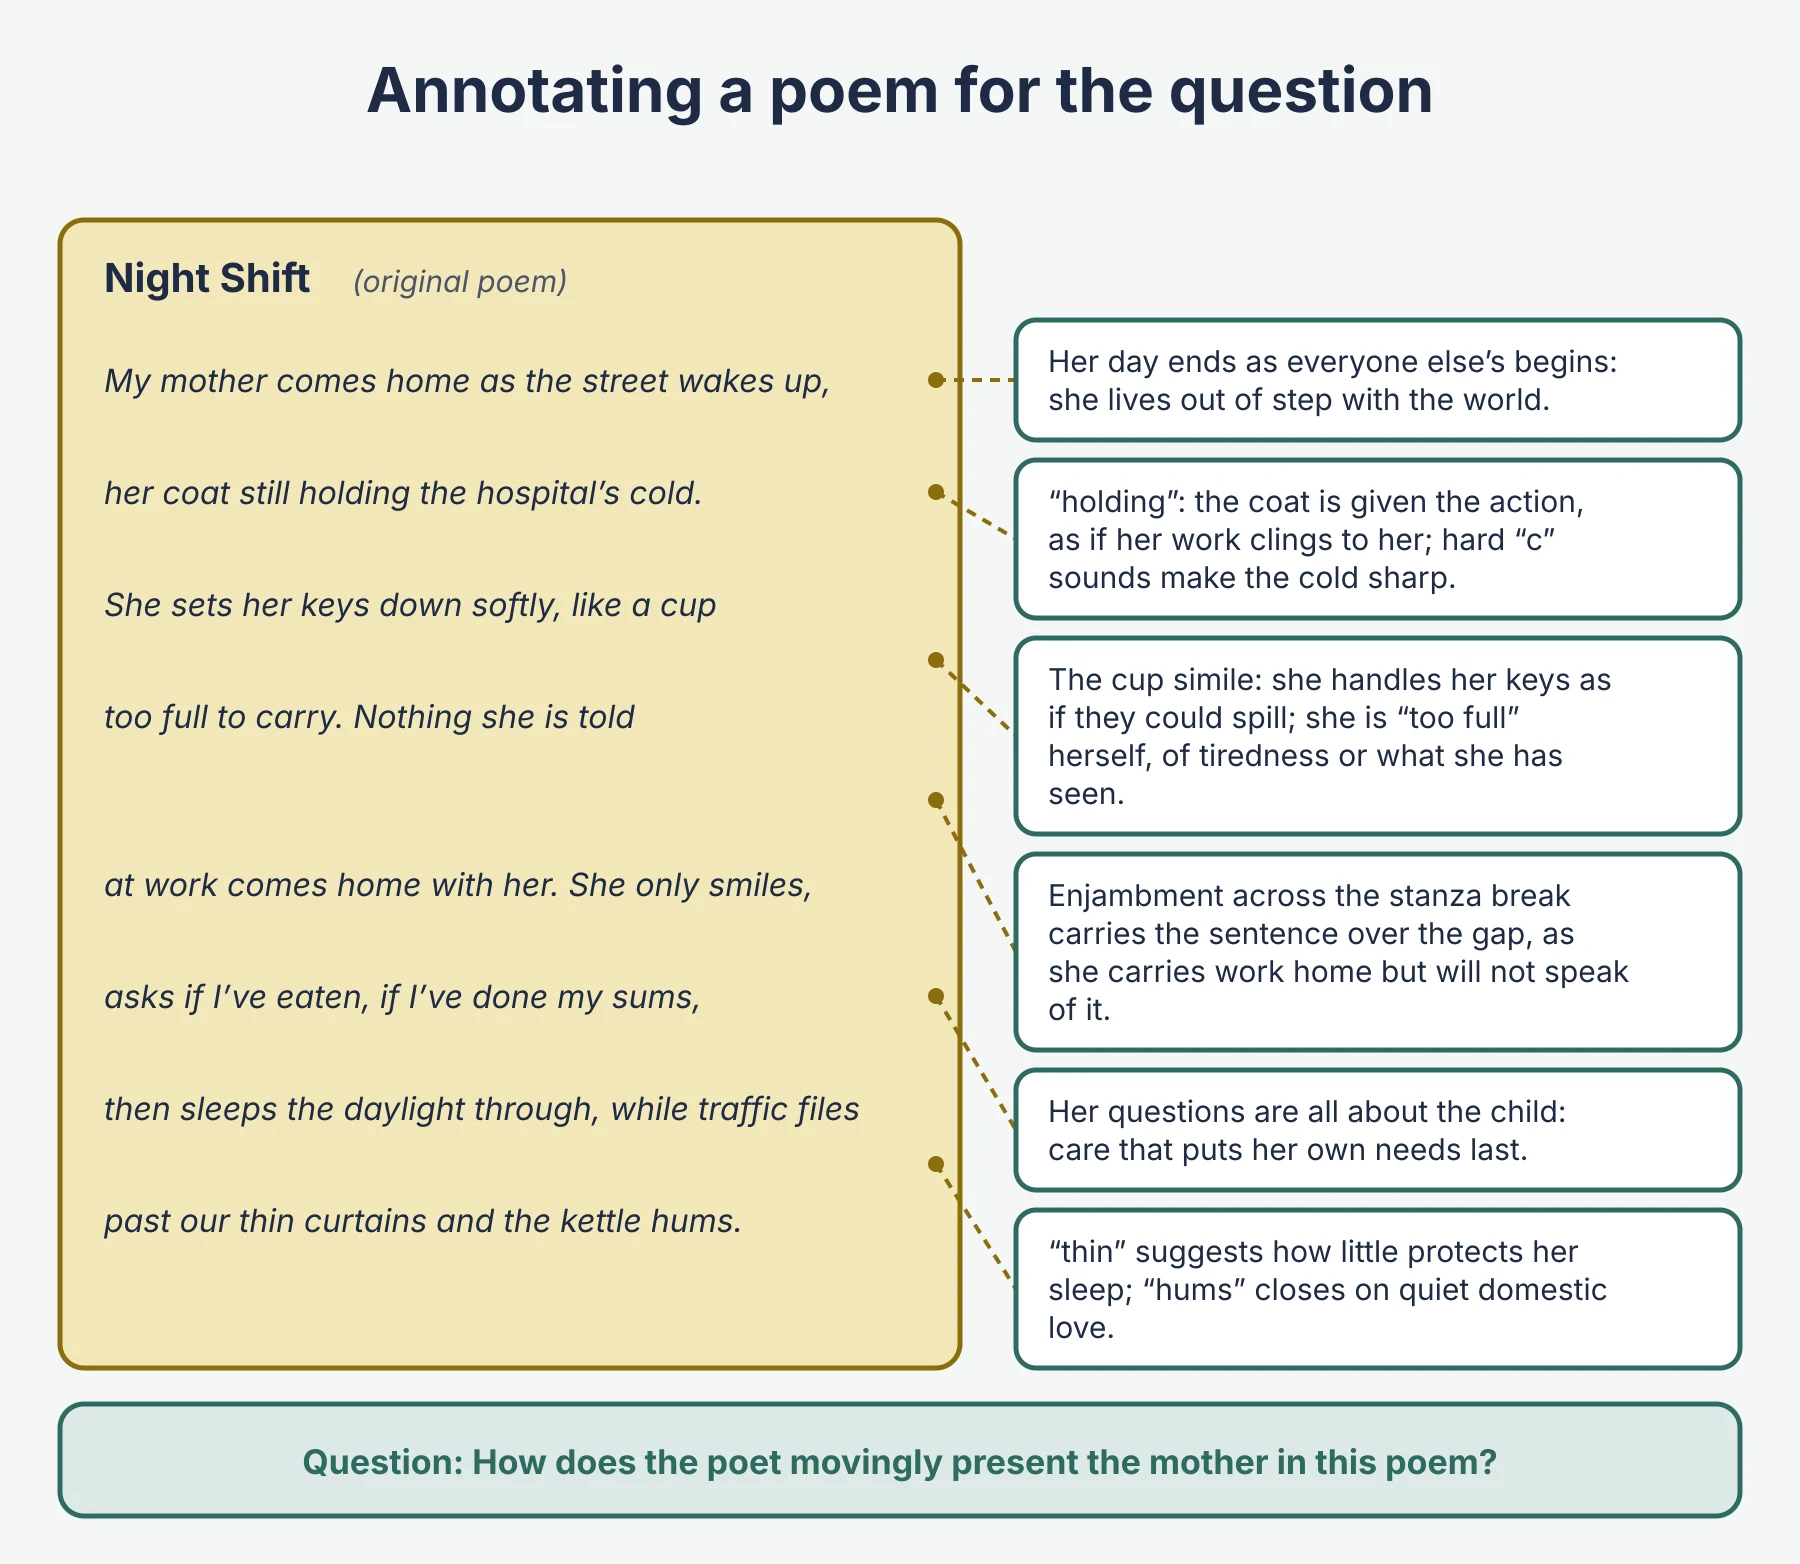 Annotating a poem for the question
Night Shift (original poem)
My mother comes home as the street wakes up,
her coat still holding the hospital’s cold.
She sets her keys down softly, like a cup
too full to carry. Nothing she is told
at work comes home with her. She only smiles,
asks if I’ve eaten, if I’ve done my sums,
then sleeps the daylight through, while traffic files
past our thin curtains and the kettle hums.
Her day ends as everyone else’s begins:
she lives out of step with the world.
“holding”: the coat is given the action,
as if her work clings to her; hard “c”
sounds make the cold sharp.
The cup simile: she handles her keys as
if they could spill; she is “too full”
herself, of tiredness or what she has
seen.
Enjambment across the stanza break
carries the sentence over the gap, as
she carries work home but will not speak
of it.
Her questions are all about the child:
care that puts her own needs last.
“thin” suggests how little protects her
sleep; “hums” closes on quiet domestic
love.
Question: How does the poet movingly present the mother in this poem?